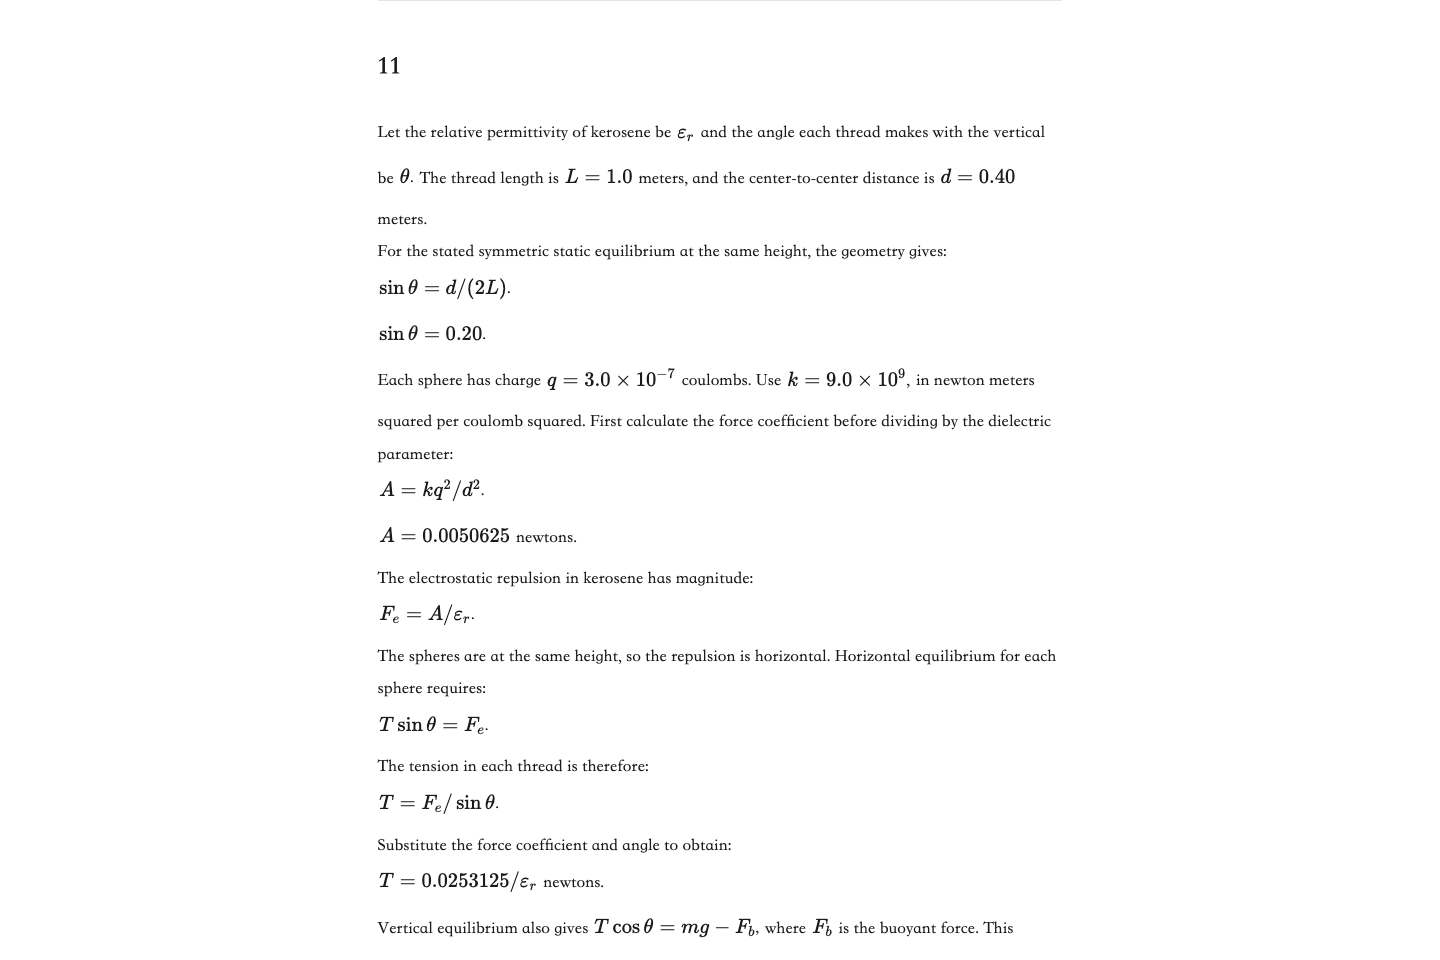 11
Let the relative permittivity of kerosene be εᵣ and the angle each thread makes with the vertical
be θ. The thread length is L = 1.0 meters, and the center-to-center distance is d = 0.40
meters.
For the stated symmetric static equilibrium at the same height, the geometry gives:
sin θ = d/(2L).
sin θ = 0.20.
Each sphere has charge q = 3.0 × 10⁻⁷ coulombs. Use k = 9.0 × 10⁹, in newton meters
squared per coulomb squared. First calculate the force coefficient before dividing by the dielectric
parameter:
A = kq²/d².
A = 0.0050625 newtons.
The electrostatic repulsion in kerosene has magnitude:
Fₑ = A/εᵣ.
The spheres are at the same height, so the repulsion is horizontal. Horizontal equilibrium for each
sphere requires:
T sin θ = Fₑ.
The tension in each thread is therefore:
T = Fₑ/ sin θ.
Substitute the force coefficient and angle to obtain:
T = 0.0253125/εᵣ newtons.
Vertical equilibrium also gives T cos θ = mg − F_b, where F_b is the buoyant force. This